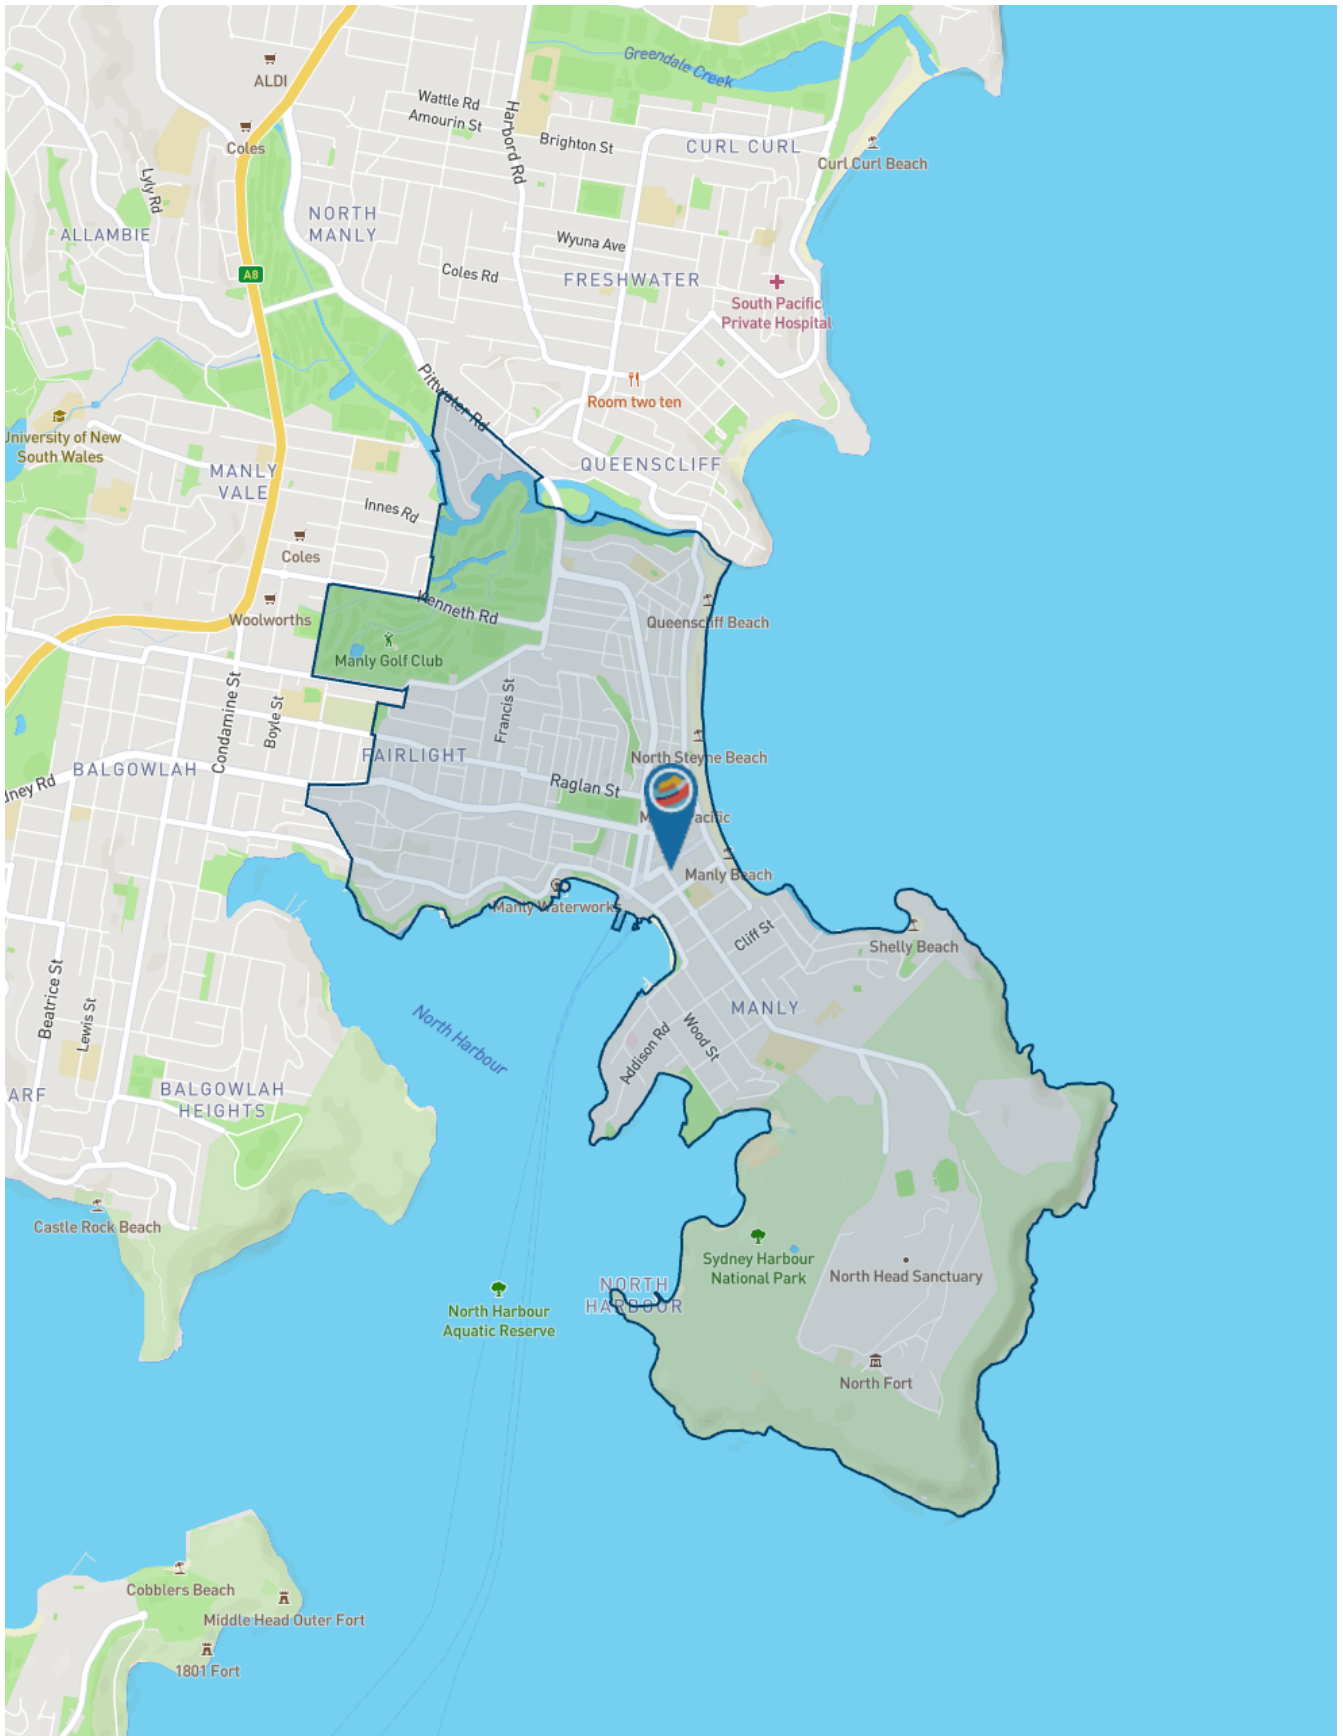 Greendale Creek
ALDI
Wattle Rd
Amourin St
Harbord Rd
Brighton St
Coles
CURL CURL
Curl Curl Beach
Lyly Rd
NORTH
MANLY
ALLAMBIE
Wyuna Ave
A8
Coles Rd
FRESHWATER
South Pacific
Private Hospital
Pittwater Rd
Room two ten
University of New
South Wales
QUEENSCLIFF
MANLY
VALE
Innes Rd
Coles
Kenneth Rd
Woolworths
Queenscliff Beach
Manly Golf Club
Condamine St
Boyle St
Francis St
FAIRLIGHT
North Steyne Beach
BALGOWLAH
Raglan St
dney Rd
acific
Manly Beach
Manly Waterworks
Cliff St
Shelly Beach
Beatrice St
Lewis St
North Harbour
MANLY
Wood St
Addison Rd
ARF
BALGOWLAH
HEIGHTS
Castle Rock Beach
Sydney Harbour
National Park
North Head Sanctuary
NORTH
HARBOUR
North Harbour
Aquatic Reserve
North Fort
Cobblers Beach
Middle Head Outer Fort
1801 Fort